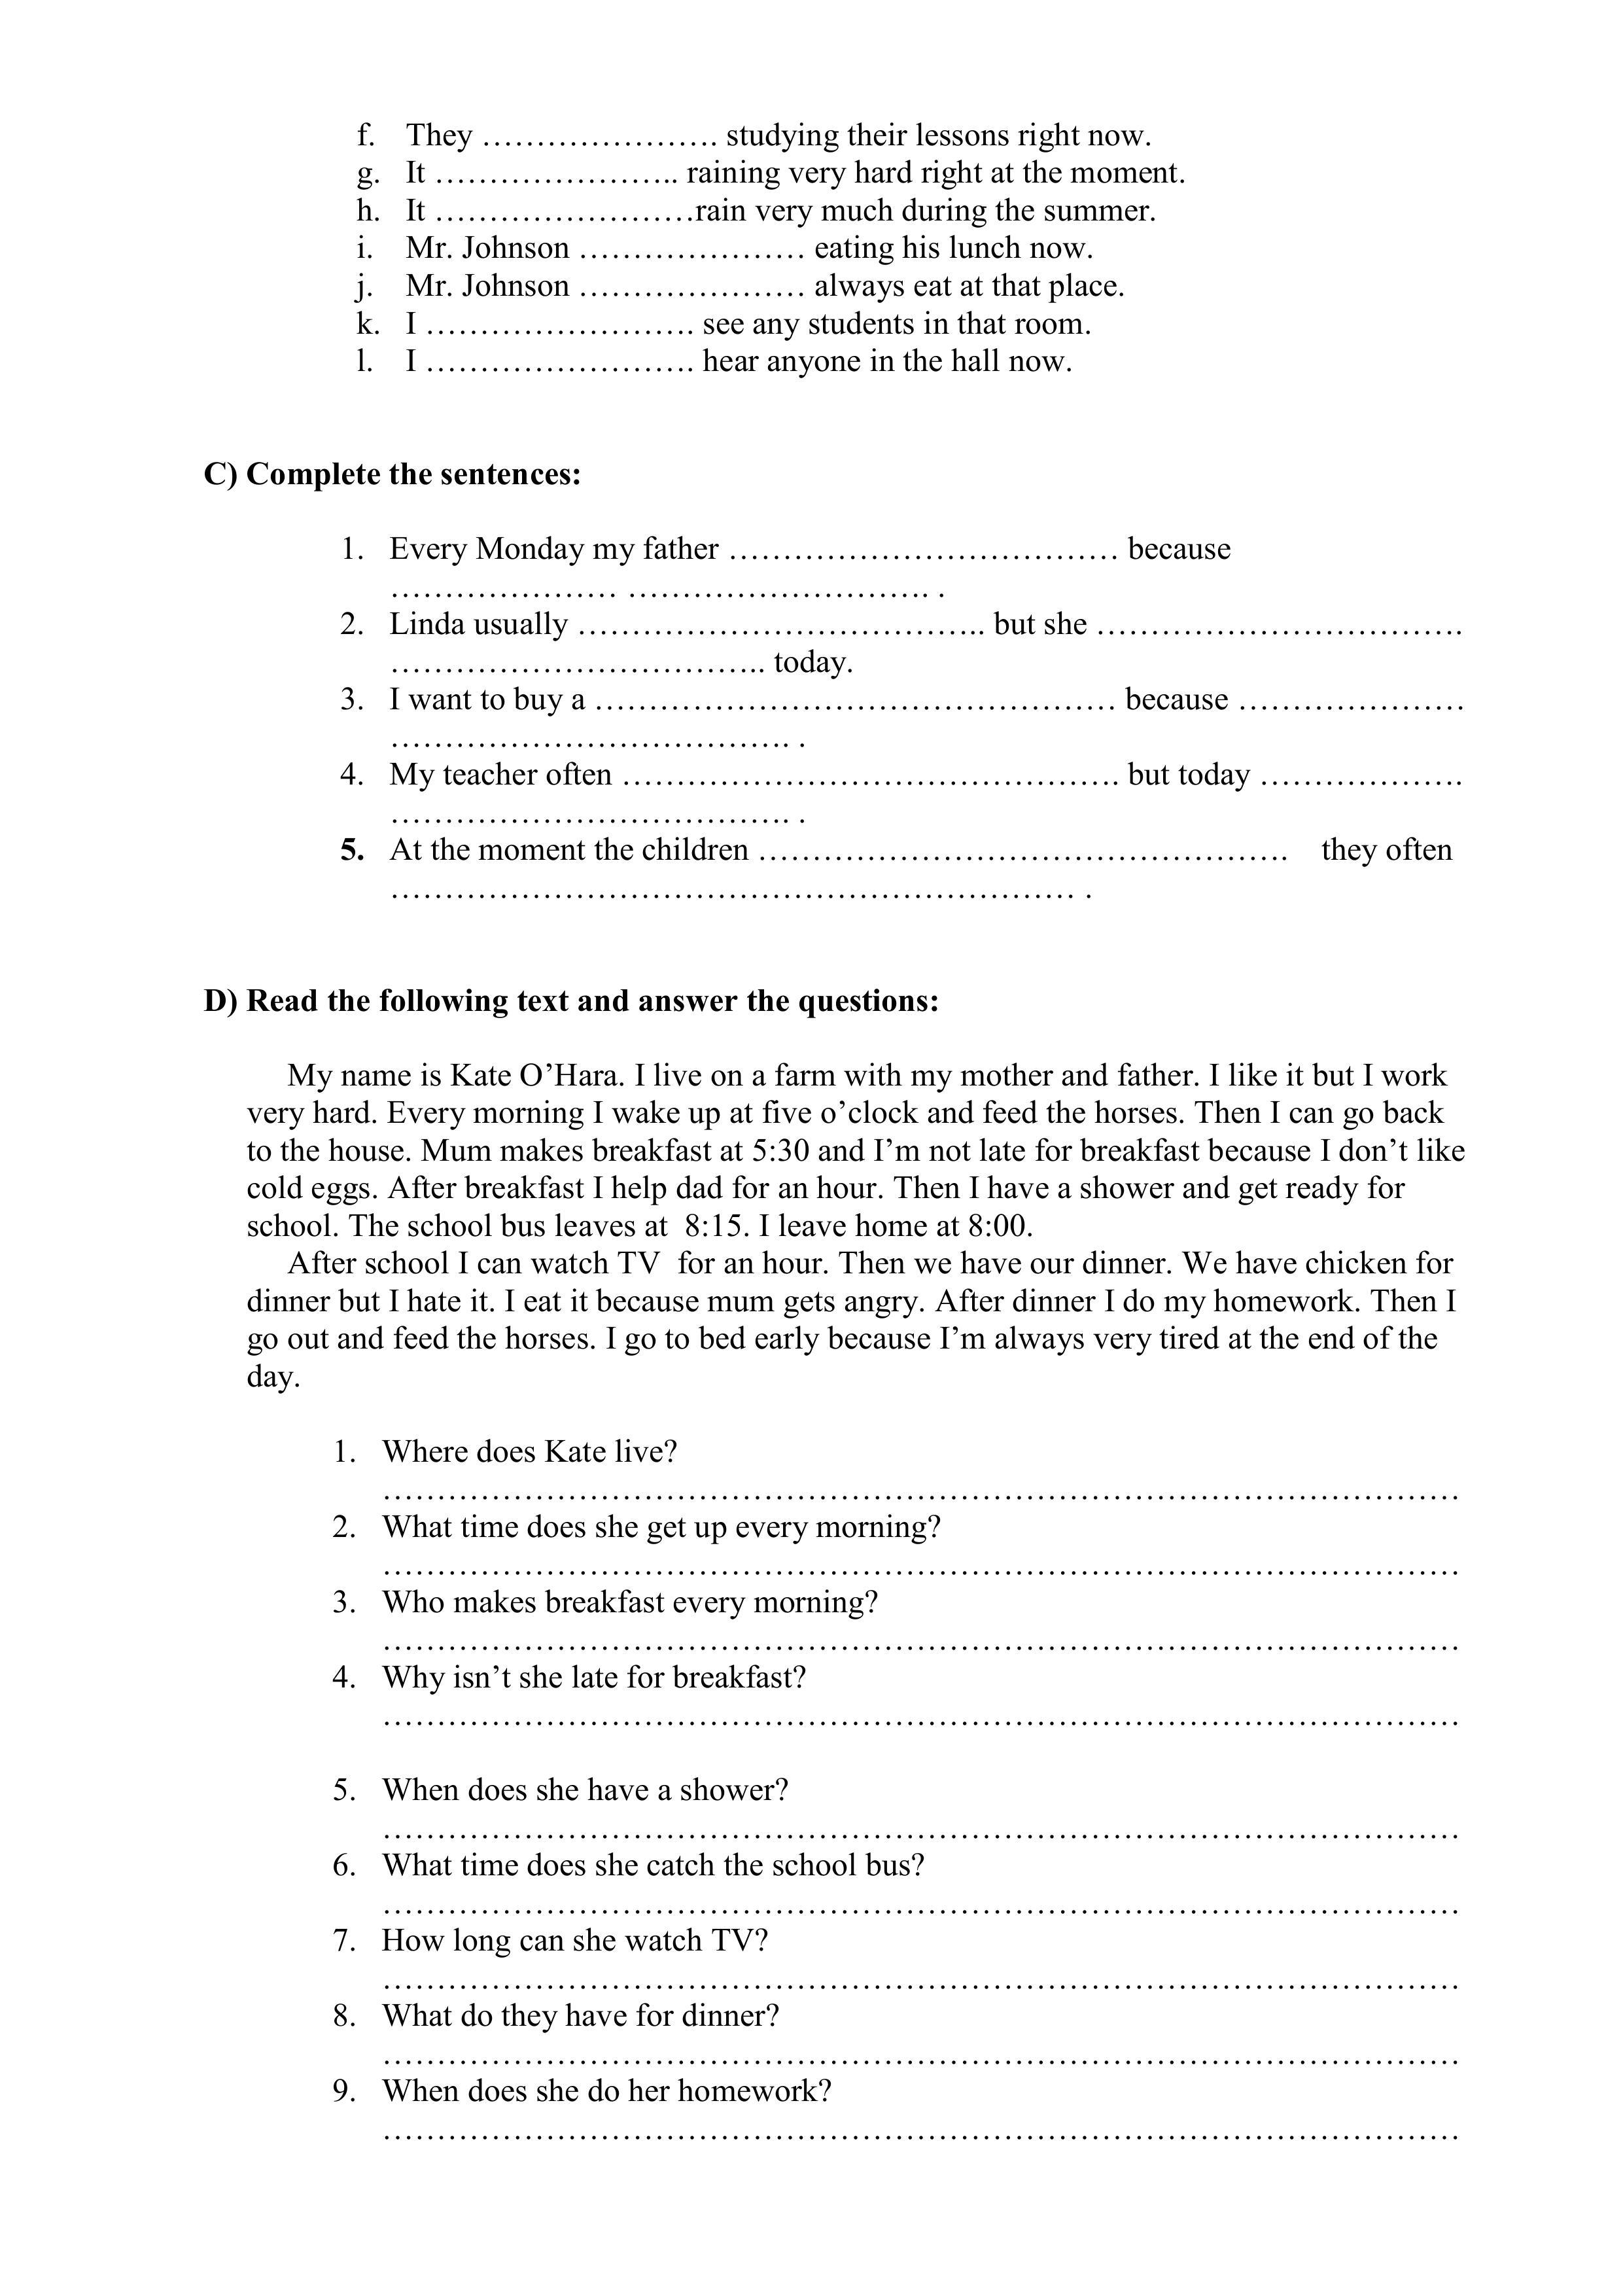 f. They …………………. studying their lessons right now.
g. It ………………….. raining very hard right at the moment.
h. It ……………………rain very much during the summer.
i. Mr. Johnson ………………… eating his lunch now.
j. Mr. Johnson ………………… always eat at that place.
k. I ……………………. see any students in that room.
l. I ……………………. hear anyone in the hall now.
C) Complete the sentences:
1. Every Monday my father ……………………………… because
………………… ………………………. .
2. Linda usually ……………………………….. but she …………………………….
…………………………….. today.
3. I want to buy a ………………………………………… because …………………
………………………………. .
4. My teacher often ………………………………………. but today ……………….
………………………………. .
5. At the moment the children …………………………………………. they often
……………………………………………………… .
D) Read the following text and answer the questions:
My name is Kate O’Hara. I live on a farm with my mother and father. I like it but I work
very hard. Every morning I wake up at five o’clock and feed the horses. Then I can go back
to the house. Mum makes breakfast at 5:30 and I’m not late for breakfast because I don’t like
cold eggs. After breakfast I help dad for an hour. Then I have a shower and get ready for
school. The school bus leaves at 8:15. I leave home at 8:00.
After school I can watch TV for an hour. Then we have our dinner. We have chicken for
dinner but I hate it. I eat it because mum gets angry. After dinner I do my homework. Then I
go out and feed the horses. I go to bed early because I’m always very tired at the end of the
day.
1. Where does Kate live?
………………………………………………………………………………………
2. What time does she get up every morning?
………………………………………………………………………………………
3. Who makes breakfast every morning?
………………………………………………………………………………………
4. Why isn’t she late for breakfast?
………………………………………………………………………………………
5. When does she have a shower?
………………………………………………………………………………………
6. What time does she catch the school bus?
………………………………………………………………………………………
7. How long can she watch TV?
………………………………………………………………………………………
8. What do they have for dinner?
………………………………………………………………………………………
9. When does she do her homework?
………………………………………………………………………………………